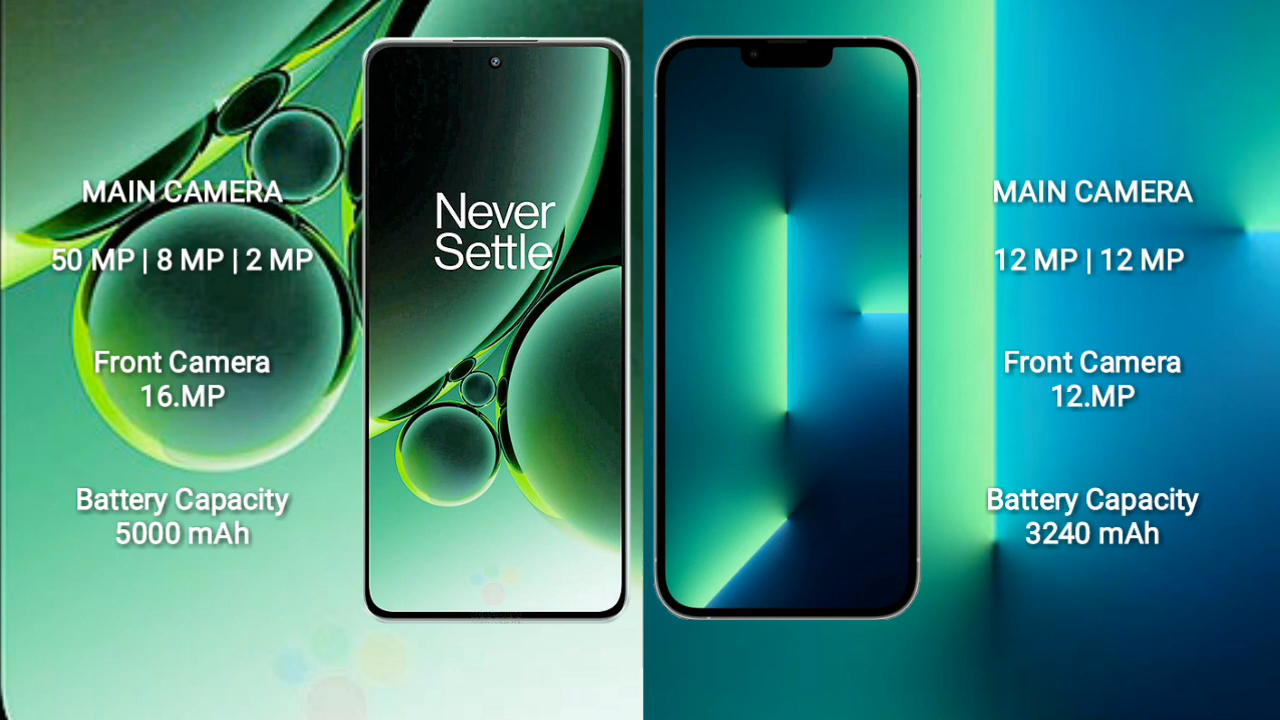 MAIN CAMERA
50 MP | 8 MP | 2 MP
Front Camera
16.MP
Battery Capacity
5000 mAh
Never
Settle
MAIN CAMERA
12 MP | 12 MP
Front Camera
12.MP
Battery Capacity
3240 mAh